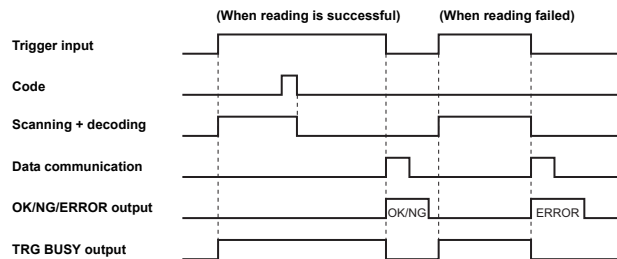 (When reading is successful) (When reading failed)
Trigger input
Code
Scanning + decoding
Data communication
OK/NG/ERROR output
OK/NG
ERROR
TRG BUSY output